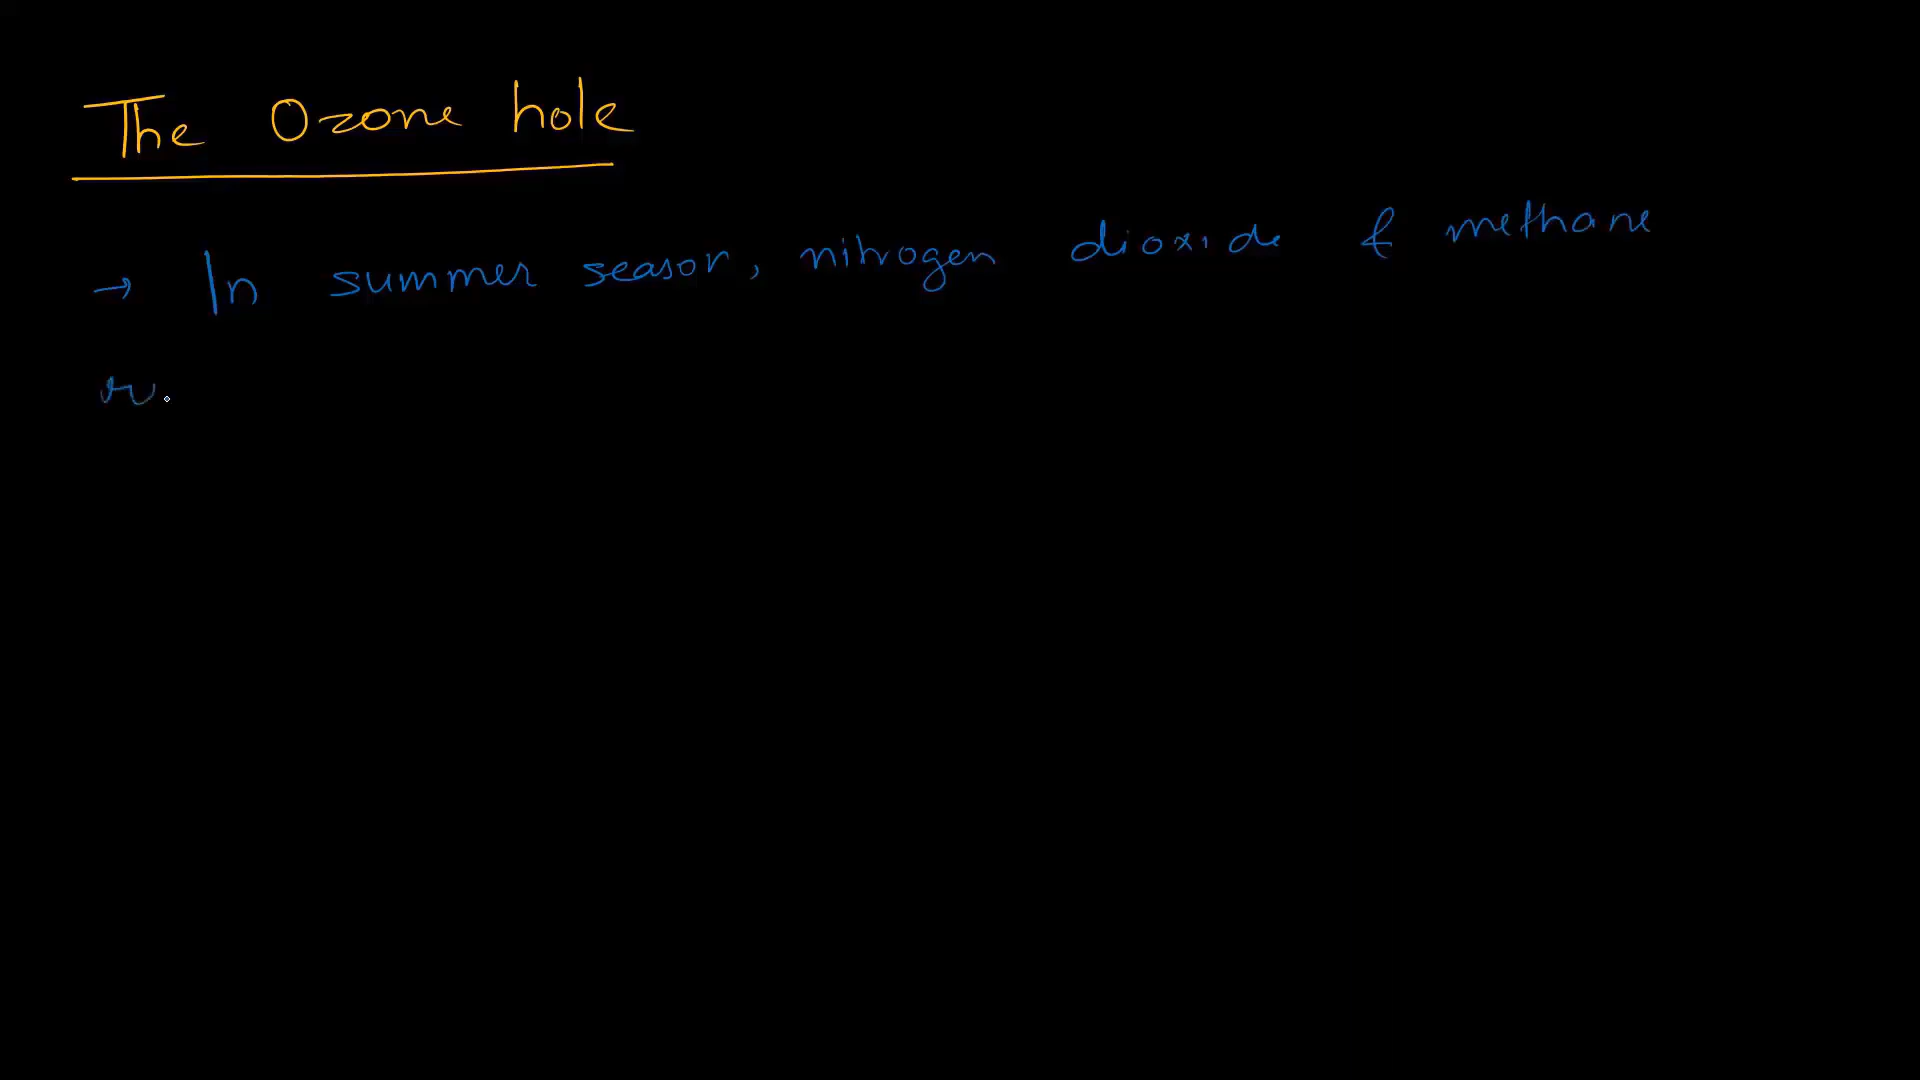 The Ozone hole
→ In summer season, nitrogen dioxide & methane